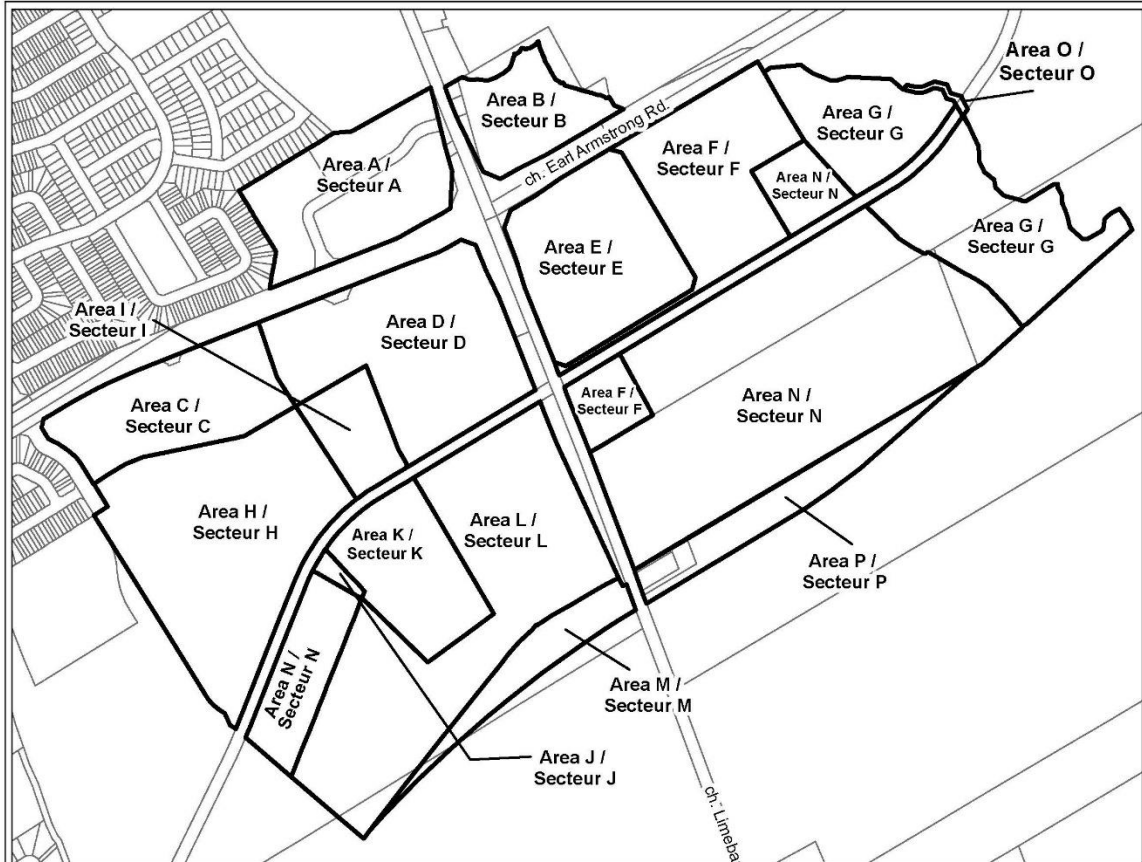 Area O /
Secteur O
Area B /
Secteur B
Area G /
Secteur G
ch. Earl Armstrong Rd.
Area A /
Secteur A
Area F /
Secteur F
Area N /
Secteur N
Area G /
Secteur G
Area E /
Secteur E
Area I /
Secteur I
Area D /
Secteur D
Area C /
Secteur C
Area F /
Secteur F
Area N /
Secteur N
Area H /
Secteur H
Area K /
Secteur K
Area L /
Secteur L
Area P /
Secteur P
Area N /
Secteur N
Area M /
Secteur M
Area J /
Secteur J
ch. Limeba